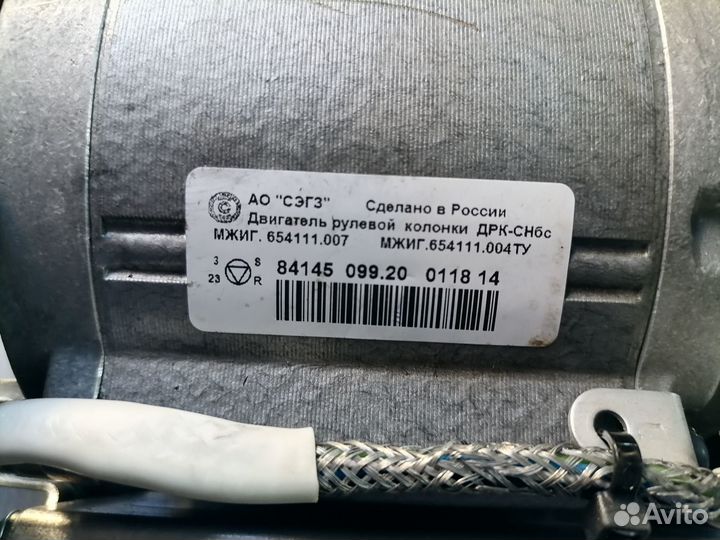 АО "СЭГЗ" Сделано в России
Двигатель рулевой колонки ДРК-СНбс
МЖИГ. 654111.007 МЖИГ.654111.004ТУ
3 S
23 R
84145 099.20 0118 14
Avito